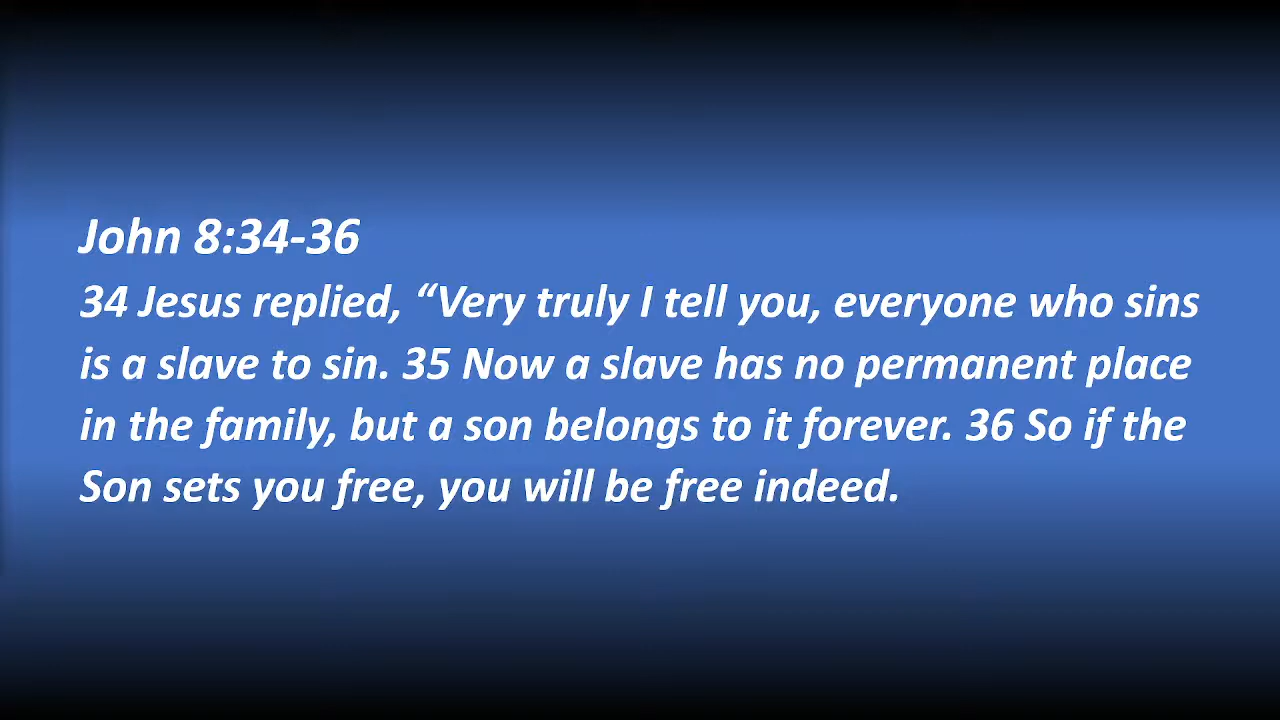 John 8:34-36
34 Jesus replied, “Very truly I tell you, everyone who sins
is a slave to sin. 35 Now a slave has no permanent place
in the family, but a son belongs to it forever. 36 So if the
Son sets you free, you will be free indeed.